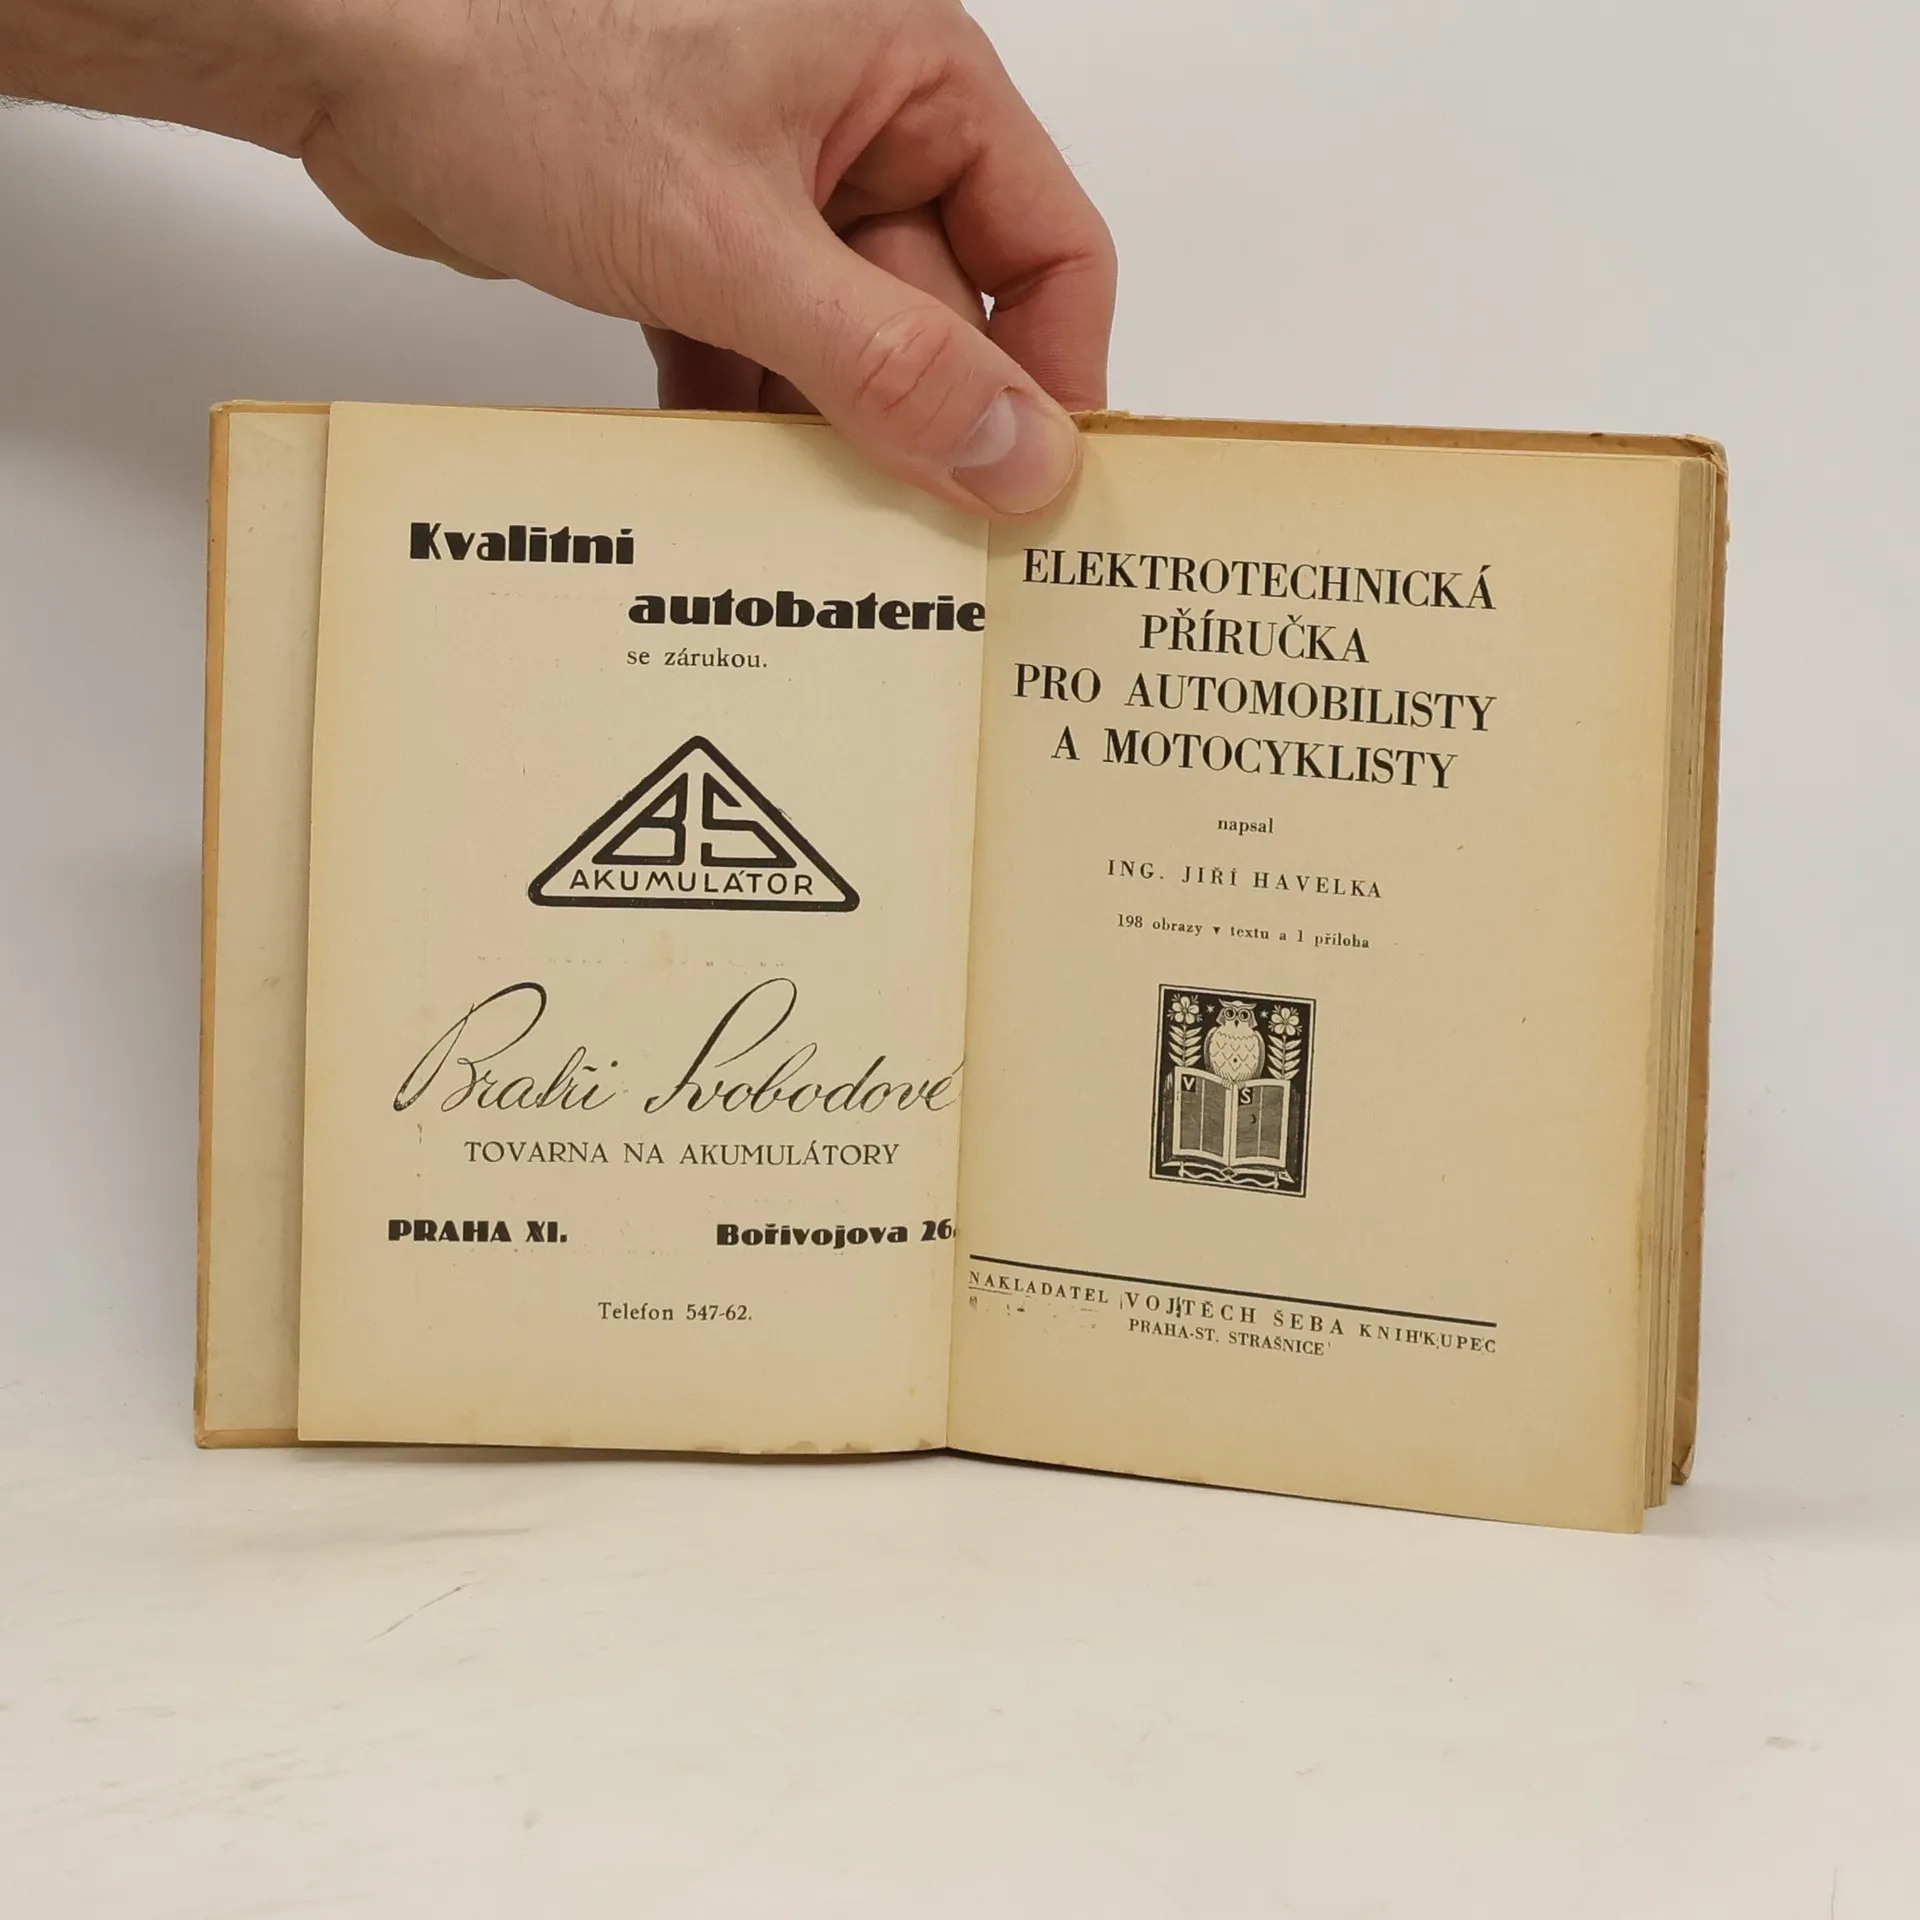 Kvalitní
autobaterie
se zárukou.
BS
AKUMULÁTOR
Bratři Svobodové
TOVARNA NA AKUMULÁTORY
PRAHA XI. Bořivojova 26.
Telefon 547-62.
ELEKTROTECHNICKÁ
PŘÍRUČKA
PRO AUTOMOBILISTY
A MOTOCYKLISTY
napsal
ING. JIŘÍ HAVELKA
198 obrazy v textu a 1 příloha
V Š
NAKLADATEL VOJTĚCH ŠEBA KNIHKUPEC
PRAHA-ST. STRAŠNICE